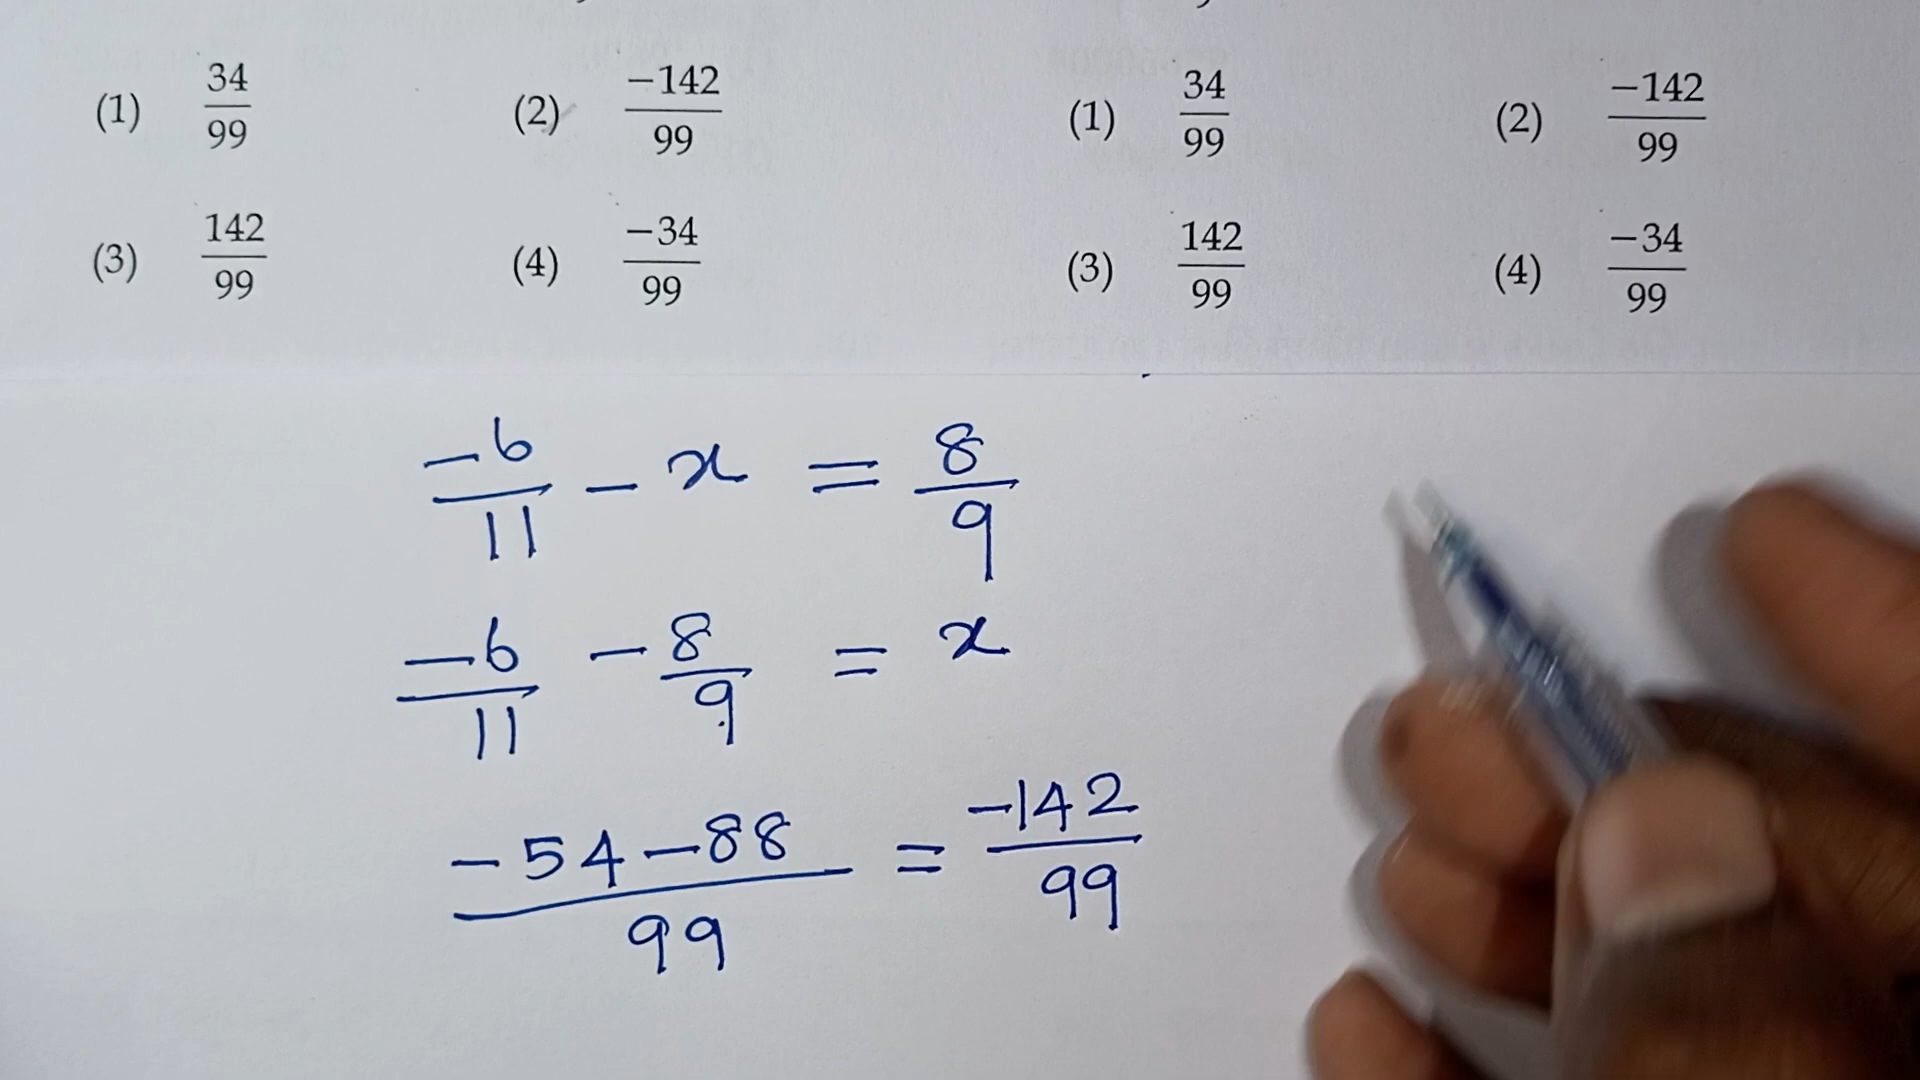 (1) 34/99 (2) -142/99 (1) 34/99 (2) -142/99
(3) 142/99 (4) -34/99 (3) 142/99 (4) -34/99
-6/11 - x = 8/9
-6/11 - 8/9 = x
-54-88/99 = -142/99